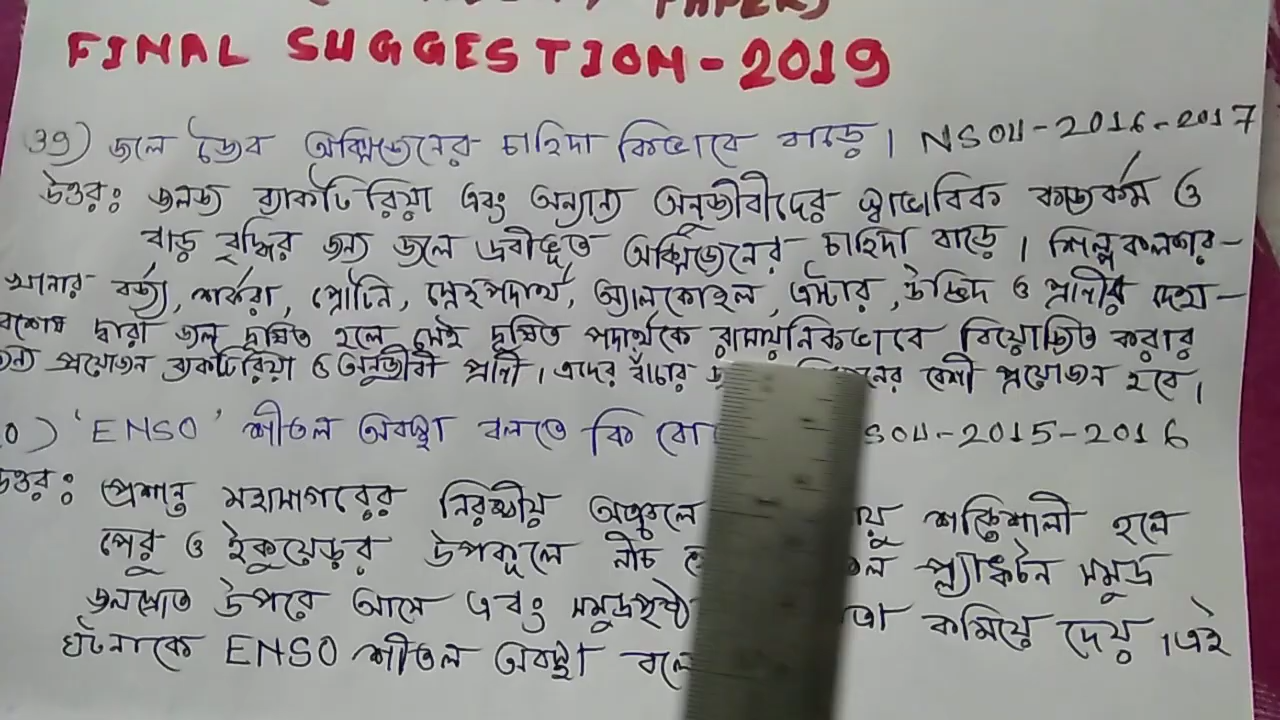 PAPER)
FINAL SUGGESTION-2019
39) জলে জৈব অক্সিজেনের চাহিদা কিভাবে বাড়ে। NSOU-2016-2017
উত্তরঃ জলজ ব্যাকটিরিয়া এবং অন্যান্য অনুজীবীদের স্বাভাবিক কাজকর্ম ও
বাড় বৃদ্ধির জন্য জলে দ্রবীভূত অক্সিজেনের চাহিদা বাড়ে। শিল্প কলকার-
খানার বর্জ্য, শর্করা, প্রোটিন, স্নেহপদার্থ, অ্যালকোহল, এস্টার, উদ্ভিদ ও প্রাণীর দেহা-
বশেষ দ্বারা জল দূষিত হলে সেই দূষিত পদার্থকে রাসায়নিকভাবে বিয়োজিত করার
জন্য প্রয়োজন ব্যাকটিরিয়া ও অনুজীবী প্রাণী। এদের বাঁচার নের বেশী প্রয়োজন হবে।
0) 'ENSO' শীতল অবস্থা বলতে কি বো SOU-2015-2016
উত্তরঃ প্রশান্ত মহাসাগরের নিরক্ষীয় অঞ্চলে য়ু শক্তিশালী হলে
পেরু ও ইকুয়েডর উপকূলে নীচ তল প্ল্যাঙ্কটন সমুদ্র
জলস্রোত উপরে আসে এবং সমুদ্রপৃষ্ঠ তা কমিয়ে দেয়। এই
ঘটনাকে ENSO শীতল অবস্থা বলে